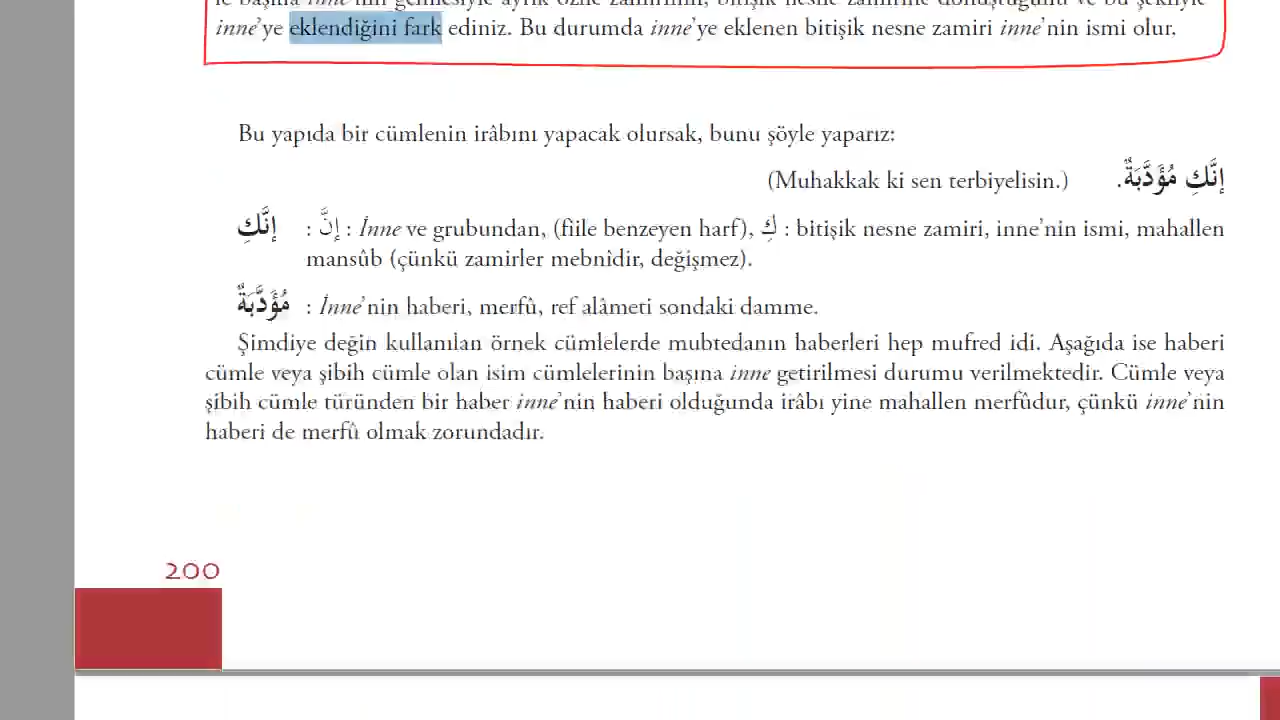 inne'ye eklendiğini fark ediniz. Bu durumda inne'ye eklenen bitişik nesne zamiri inne'nin ismi olur.
Bu yapıda bir cümlenin irâbını yapacak olursak, bunu şöyle yaparız:
إِنَّكِ مُؤَدَّبَةٌ. (Muhakkak ki sen terbiyelisin.)
إِنَّكِ : إِنَّ : İnne ve grubundan, (fiile benzeyen harf), كِ : bitişik nesne zamiri, inne'nin ismi, mahallen
mansûb (çünkü zamirler mebnîdir, değişmez).
مُؤَدَّبَةٌ : İnne'nin haberi, merfû, ref alâmeti sondaki damme.
Şimdiye değin kullanılan örnek cümlelerde mubtedanın haberleri hep mufred idi. Aşağıda ise haberi
cümle veya şibih cümle olan isim cümlelerinin başına inne getirilmesi durumu verilmektedir. Cümle veya
şibih cümle türünden bir haber inne'nin haberi olduğunda irâbı yine mahallen merfûdur, çünkü inne'nin
haberi de merfû olmak zorundadır.
200